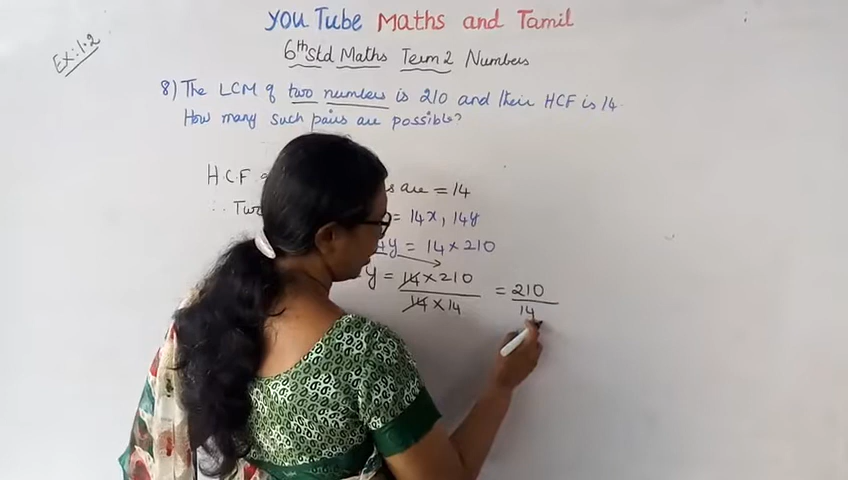 you Tube Maths and Tamil
Ex:1.2
6th std Maths Term 2 Numbers
8) The LCM of two numbers is 210 and their HCF is 14.
How many such pairs are possible?
H.C.F are = 14
∴ = 14x, 14y
y = 14 × 210
y = 14 × 210 / 14 × 14 = 210 / 14